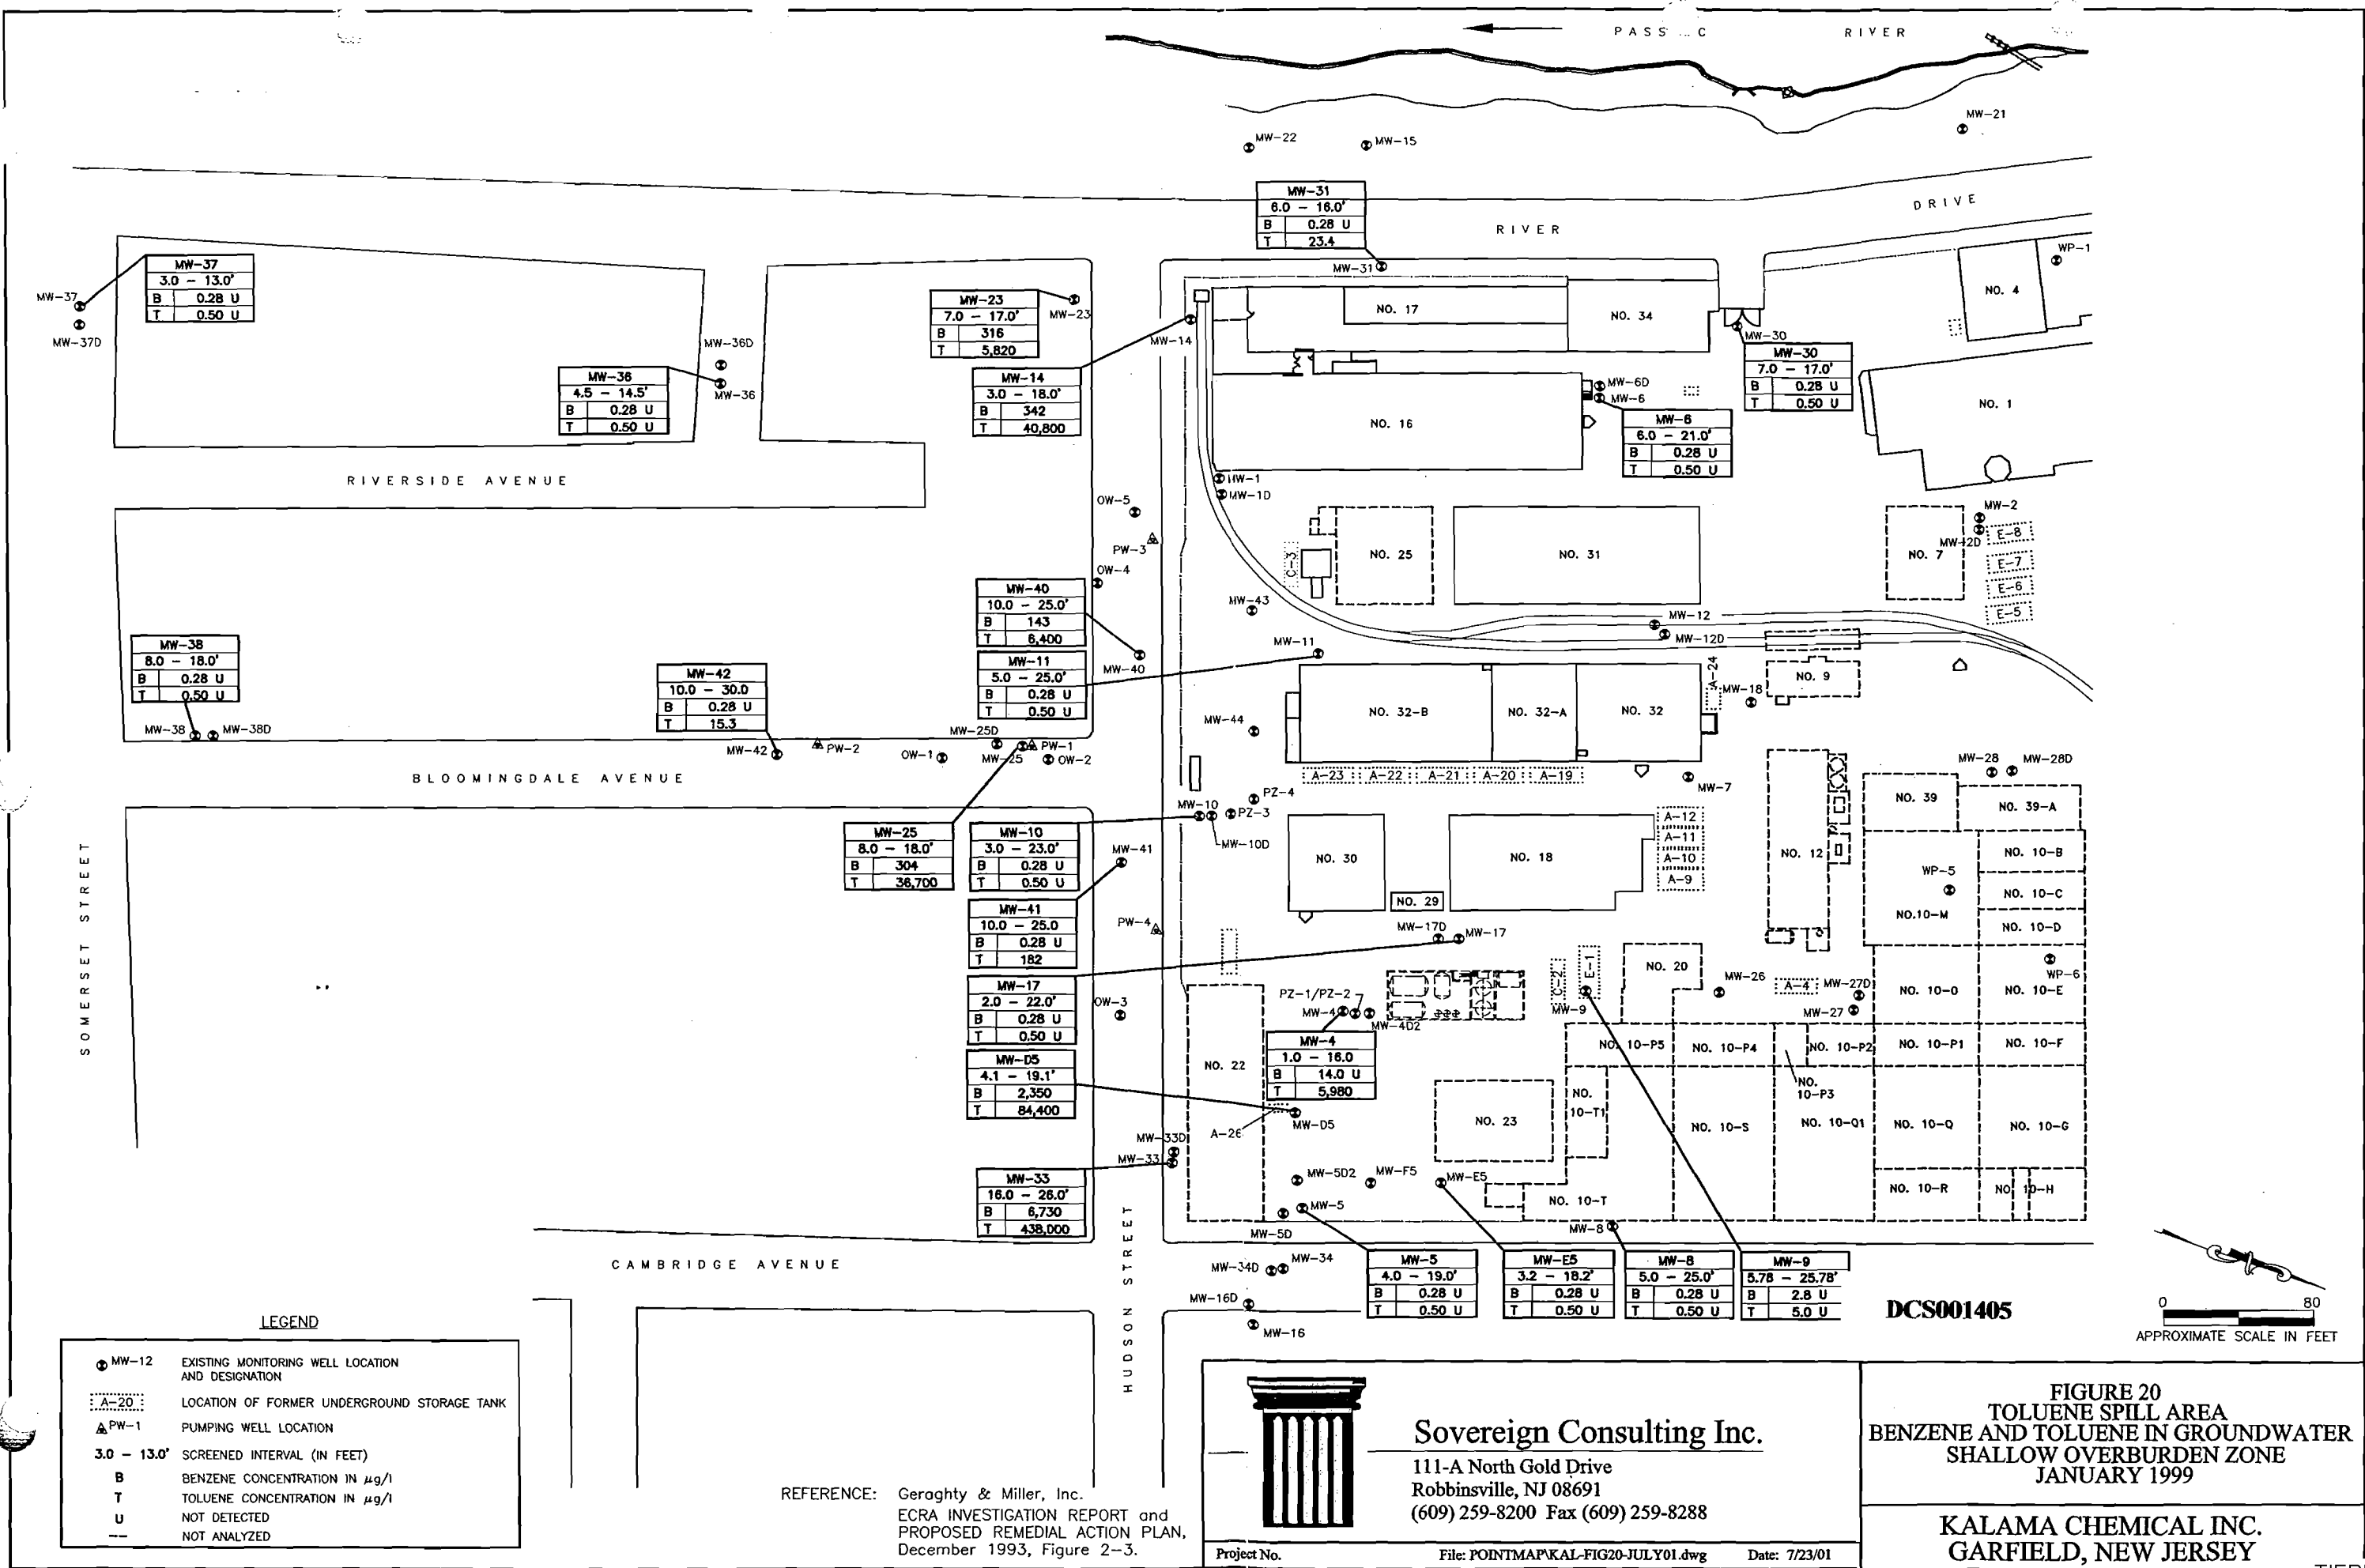 PASS C RIVER
MW-21
MW-22
MW-15
MW-31
6.0 – 16.0'
B 0.28 U
T 23.4
DRIVE
RIVER
WP-1
MW-37
3.0 – 13.0'
B 0.28 U
T 0.50 U
MW-37
MW-37D
MW-31
NO. 4
MW-23
7.0 – 17.0'
B 316
T 5,820
MW-23
NO. 17
NO. 34
MW-14
MW-30
MW-36D
MW-36
MW-36
4.5 – 14.5'
B 0.28 U
T 0.50 U
MW-14
3.0 – 18.0'
B 342
T 40,800
MW-30
7.0 – 17.0'
B 0.28 U
T 0.50 U
MW-6D
MW-6
NO. 1
NO. 16
MW-6
6.0 – 21.0'
B 0.28 U
T 0.50 U
RIVERSIDE AVENUE
MW-1
MW-1D
OW-5
PW-3
OW-4
C-3
NO. 25
NO. 31
NO. 7
MW-2
MW-12D
E-8
E-7
E-6
E-5
MW-40
10.0 – 25.0'
B 143
T 6,400
MW-40
MW-43
MW-11
MW-12
MW-12D
MW-38
8.0 – 18.0'
B 0.28 U
T 0.50 U
MW-38
MW-38D
MW-42
10.0 – 30.0
B 0.28 U
T 15.3
MW-11
5.0 – 25.0'
B 0.28 U
T 0.50 U
A-24
MW-18
NO. 9
MW-44
NO. 32-B
NO. 32-A
NO. 32
MW-42
PW-2
OW-1
MW-25D
MW-25
PW-1
OW-2
BLOOMINGDALE AVENUE
A-23
A-22
A-21
A-20
A-19
MW-7
MW-28
MW-28D
PZ-4
MW-10
PZ-3
MW-10D
NO. 39
NO. 39-A
A-12
A-11
A-10
A-9
MW-25
8.0 – 18.0'
B 304
T 36,700
MW-10
3.0 – 23.0'
B 0.28 U
T 0.50 U
MW-41
NO. 30
NO. 18
NO. 12
NO. 10-B
WP-5
NO. 10-C
NO. 29
NO.10-M
NO. 10-D
SOMERSET STREET
MW-41
10.0 – 25.0
B 0.28 U
T 182
PW-4
MW-17D
MW-17
MW-17
2.0 – 22.0'
B 0.28 U
T 0.50 U
OW-3
PZ-1/PZ-2
MW-4
MW-4D2
C-2
E-1
MW-9
NO. 20
MW-26
A-4
MW-27D
MW-27
NO. 10-O
NO. 10-E
WP-6
MW-4
1.0 – 16.0
B 14.0 U
T 5,980
NO. 22
NO. 10-P5
NO. 10-P4
NO. 10-P2
NO. 10-P1
NO. 10-F
NO.
10-P3
MW-D5
4.1 – 19.1'
B 2,350
T 84,400
A-26
MW-D5
NO. 23
NO.
10-T1
NO. 10-S
NO. 10-Q1
NO. 10-Q
NO. 10-G
MW-33D
MW-33
MW-33
16.0 – 26.0'
B 6,730
T 438,000
MW-5D2
MW-F5
MW-E5
MW-5
MW-5D
NO. 10-T
NO. 10-R
NO. 10-H
MW-8
CAMBRIDGE AVENUE
HUDSON STREET
MW-34D
MW-34
MW-16D
MW-16
MW-5
4.0 – 19.0'
B 0.28 U
T 0.50 U
MW-E5
3.2 – 18.2'
B 0.28 U
T 0.50 U
MW-8
5.0 – 25.0'
B 0.28 U
T 0.50 U
MW-9
5.78 – 25.78'
B 2.8 U
T 5.0 U
DCS001405
0 80
APPROXIMATE SCALE IN FEET
LEGEND
MW-12 EXISTING MONITORING WELL LOCATION
AND DESIGNATION
A-20 LOCATION OF FORMER UNDERGROUND STORAGE TANK
PW-1 PUMPING WELL LOCATION
3.0 – 13.0' SCREENED INTERVAL (IN FEET)
B BENZENE CONCENTRATION IN µg/l
T TOLUENE CONCENTRATION IN µg/l
U NOT DETECTED
-- NOT ANALYZED
REFERENCE: Geraghty & Miller, Inc.
ECRA INVESTIGATION REPORT and
PROPOSED REMEDIAL ACTION PLAN,
December 1993, Figure 2-3.
Sovereign Consulting Inc.
111-A North Gold Drive
Robbinsville, NJ 08691
(609) 259-8200 Fax (609) 259-8288
Project No. File: POINTMAP\KAL-FIG20-JULY01.dwg Date: 7/23/01
FIGURE 20
TOLUENE SPILL AREA
BENZENE AND TOLUENE IN GROUNDWATER
SHALLOW OVERBURDEN ZONE
JANUARY 1999
KALAMA CHEMICAL INC.
GARFIELD, NEW JERSEY